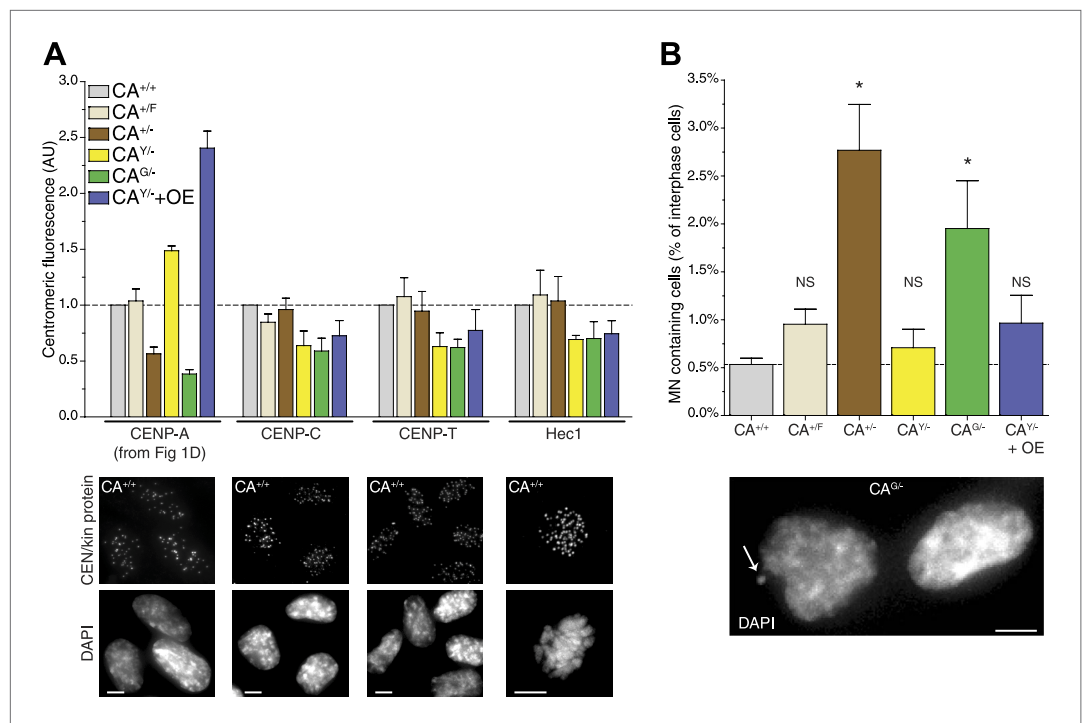 A
Centromeric fluorescence (AU)
3.0
2.5
2.0
1.5
1.0
0.5
0.0
CA+/+
CA+/F
CA+/-
CAY/-
CAG/-
CAY/-+OE
CENP-A
(from Fig 1D)
CENP-C
CENP-T
Hec1
CEN/kin protein
CA+/+
CA+/+
CA+/+
CA+/+
DAPI
B
MN containing cells (% of interphase cells)
3.5%
3.0%
2.5%
2.0%
1.5%
1.0%
0.5%
0.0%
NS
*
NS
*
NS
CA+/+
CA+/F
CA+/-
CAY/-
CAG/-
CAY/-
+ OE
CAG/-
DAPI